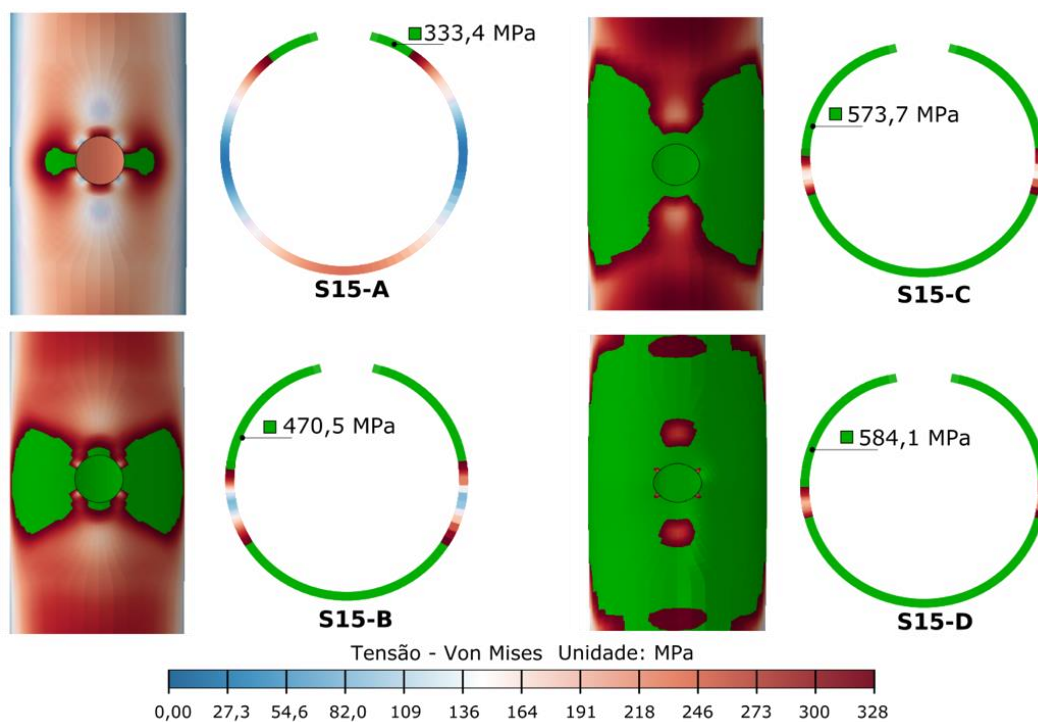 333,4 MPa
S15-A
573,7 MPa
S15-C
470,5 MPa
S15-B
584,1 MPa
S15-D
Tensão - Von Mises Unidade: MPa
0,00 27,3 54,6 82,0 109 136 164 191 218 246 273 300 328